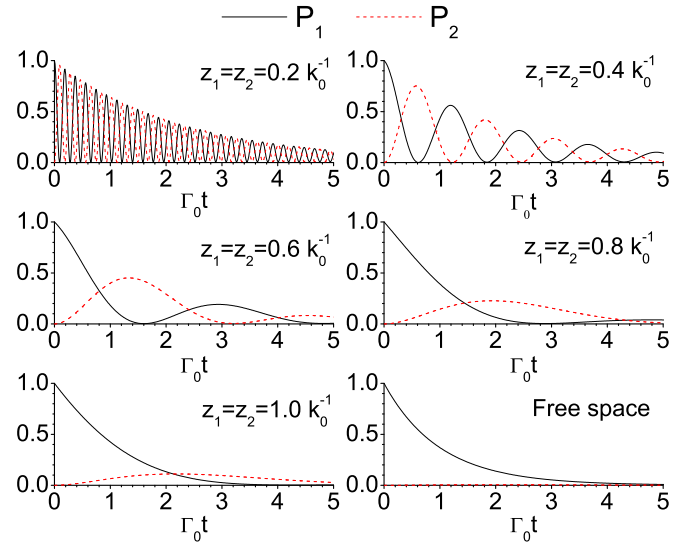 P₁ P₂
1.0 0.5 0.0
z₁=z₂=0.2 k₀⁻¹
0 1 2 3 4 5
Γ₀t
1.0 0.5 0.0
z₁=z₂=0.4 k₀⁻¹
0 1 2 3 4 5
Γ₀t
1.0 0.5 0.0
z₁=z₂=0.6 k₀⁻¹
0 1 2 3 4 5
Γ₀t
1.0 0.5 0.0
z₁=z₂=0.8 k₀⁻¹
0 1 2 3 4 5
Γ₀t
1.0 0.5 0.0
z₁=z₂=1.0 k₀⁻¹
0 1 2 3 4 5
Γ₀t
1.0 0.5 0.0
Free space
0 1 2 3 4 5
Γ₀t